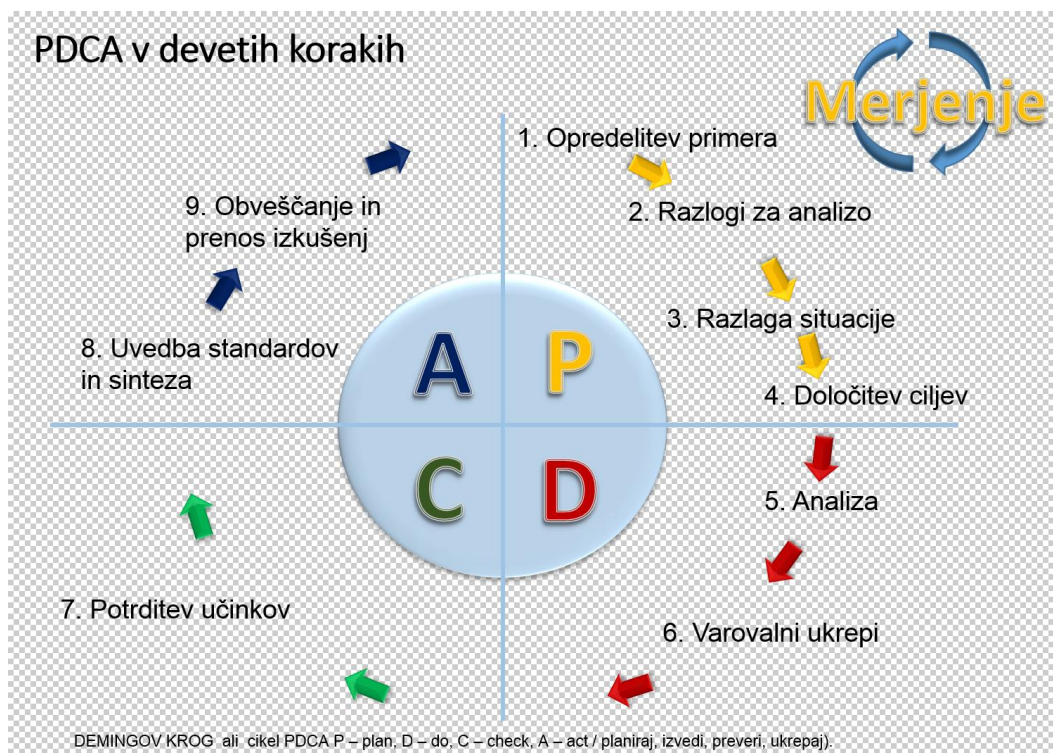 PDCA v devetih korakih
Merjenje
1. Opredelitev primera
2. Razlogi za analizo
3. Razlaga situacije
4. Določitev ciljev
5. Analiza
6. Varovalni ukrepi
7. Potrditev učinkov
8. Uvedba standardov
in sinteza
9. Obveščanje in
prenos izkušenj
A
P
C
D
DEMINGOV KROG ali cikel PDCA P – plan, D – do, C – check, A – act / planiraj, izvedi, preveri, ukrepaj).